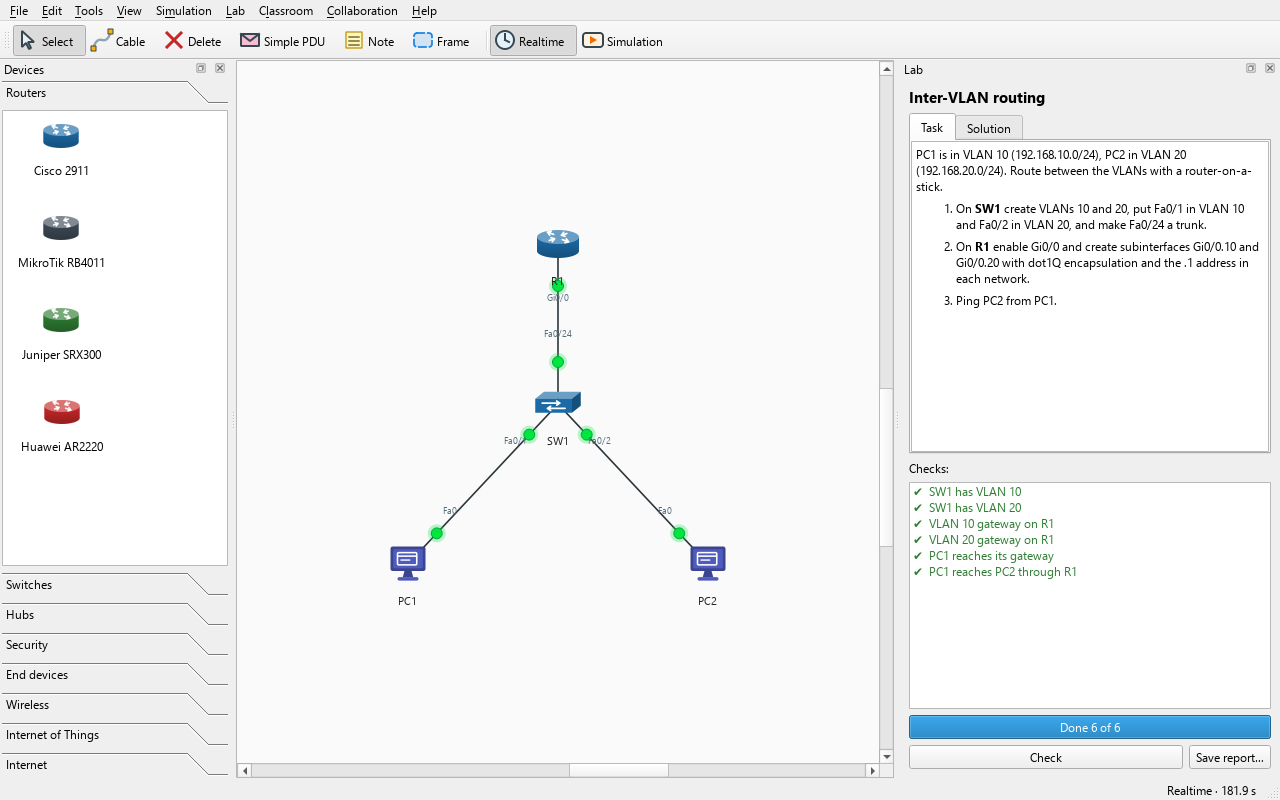 File Edit Tools View Simulation Lab Classroom Collaboration Help
Select Cable Delete Simple PDU Note Frame Realtime Simulation
Devices
Routers
Cisco 2911
MikroTik RB4011
Juniper SRX300
Huawei AR2220
Switches
Hubs
Security
End devices
Wireless
Internet of Things
Internet
R1
Gi0/0
Fa0/24
SW1
Fa0/2
Fa0
Fa0
PC1
PC2
Lab
Inter-VLAN routing
Task Solution
PC1 is in VLAN 10 (192.168.10.0/24), PC2 in VLAN 20
(192.168.20.0/24). Route between the VLANs with a router-on-a-
stick.
1. On SW1 create VLANs 10 and 20, put Fa0/1 in VLAN 10
and Fa0/2 in VLAN 20, and make Fa0/24 a trunk.
2. On R1 enable Gi0/0 and create subinterfaces Gi0/0.10 and
Gi0/0.20 with dot1Q encapsulation and the .1 address in
each network.
3. Ping PC2 from PC1.
Checks:
✔ SW1 has VLAN 10
✔ SW1 has VLAN 20
✔ VLAN 10 gateway on R1
✔ VLAN 20 gateway on R1
✔ PC1 reaches its gateway
✔ PC1 reaches PC2 through R1
Done 6 of 6
Check Save report...
Realtime · 181.9 s